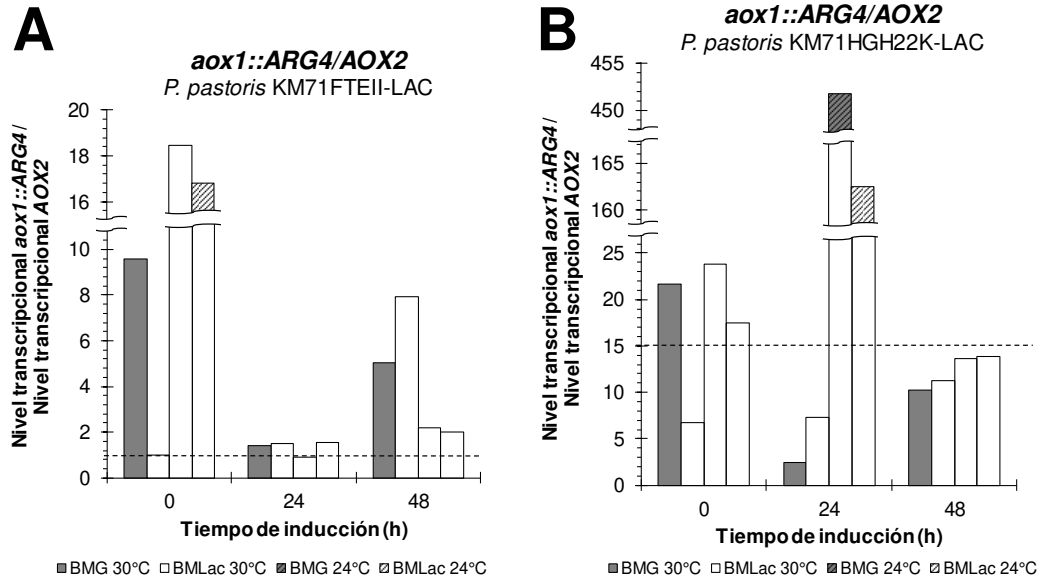 A
aox1::ARG4/AOX2
P. pastoris KM71FTEII-LAC
Nivel transcripcional aox1::ARG4 /
Nivel transcripcional AOX2
20
18
16
10
8
6
4
2
0
0 24 48
Tiempo de inducción (h)
BMG 30°C BMLac 30°C BMG 24°C BMLac 24°C
B
aox1::ARG4/AOX2
P. pastoris KM71HGH22K-LAC
Nivel transcripcional aox1::ARG4 /
Nivel transcripcional AOX2
455
450
165
160
25
20
15
10
5
0
0 24 48
Tiempo de inducción (h)
BMG 30°C BMLac 30°C BMG 24°C BMLac 24°C